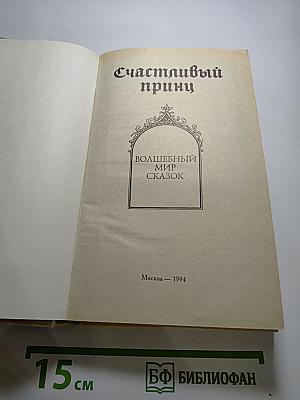 Счастливый
принц
ВОЛШЕБНЫЙ
МИР
СКАЗОК
Москва — 1994
15 см
БФ БИБЛИОФАН